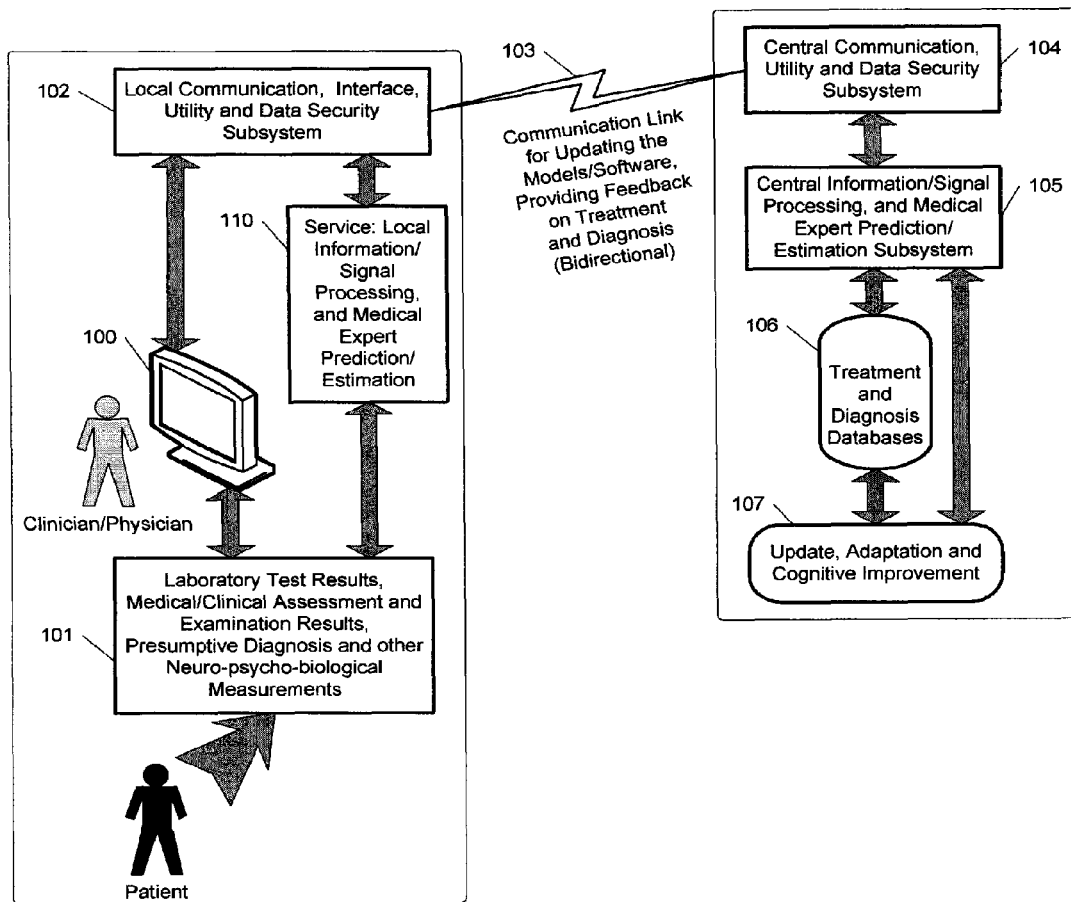 102
Local Communication, Interface,
Utility and Data Security
Subsystem
110
Service: Local
Information/
Signal
Processing,
and Medical
Expert
Prediction/
Estimation
100
Clinician/Physician
101
Laboratory Test Results,
Medical/Clinical Assessment and
Examination Results,
Presumptive Diagnosis and other
Neuro-psycho-biological
Measurements
Patient
103
Communication Link
for Updating the
Models/Software,
Providing Feedback
on Treatment
and Diagnosis
(Bidirectional)
Central Communication,
Utility and Data Security
Subsystem
104
Central Information/Signal
Processing, and Medical
Expert Prediction/
Estimation Subsystem
105
106
Treatment
and
Diagnosis
Databases
107
Update, Adaptation and
Cognitive Improvement